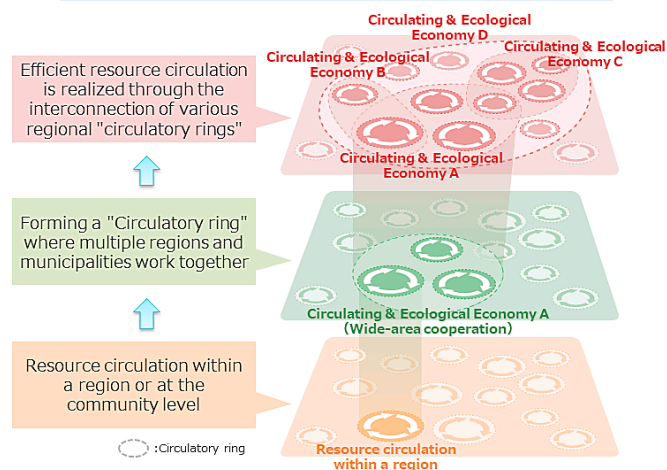 Circulating & Ecological
Economy D
Circulating & Ecological
Economy B
Circulating & Ecological
Economy C
Efficient resource circulation
is realized through the
interconnection of various
regional "circulatory rings"
Circulating & Ecological
Economy A
Forming a "Circulatory ring"
where multiple regions and
municipalities work together
Circulating & Ecological Economy A
(Wide-area cooperation)
Resource circulation within
a region or at the
community level
:Circulatory ring
Resource circulation
within a region